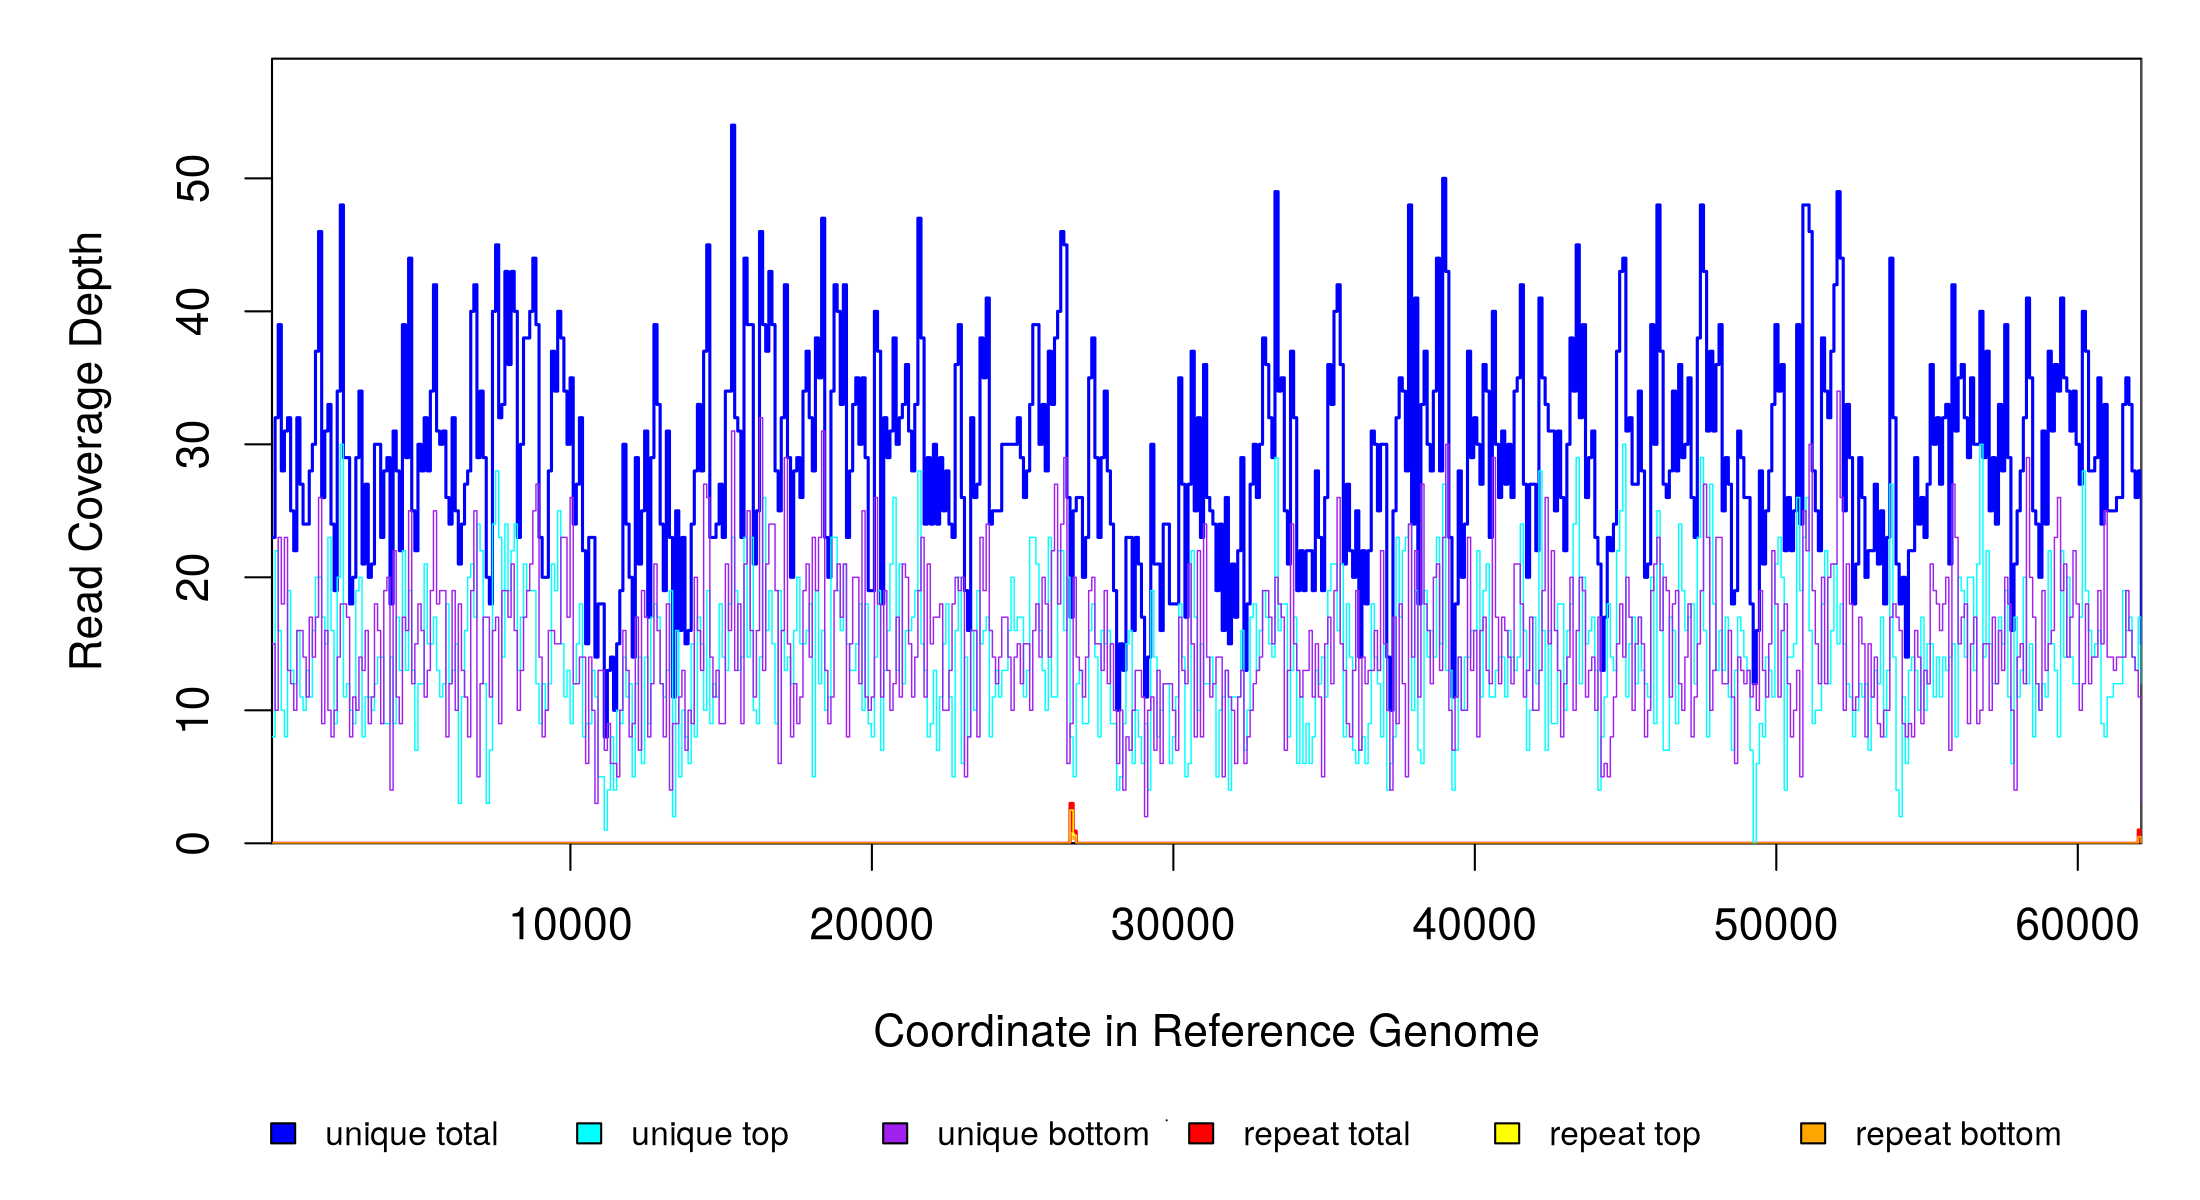 Read Coverage Depth
50
40
30
20
10
0
10000 20000 30000 40000 50000 60000
Coordinate in Reference Genome
unique total unique top unique bottom repeat total repeat top repeat bottom